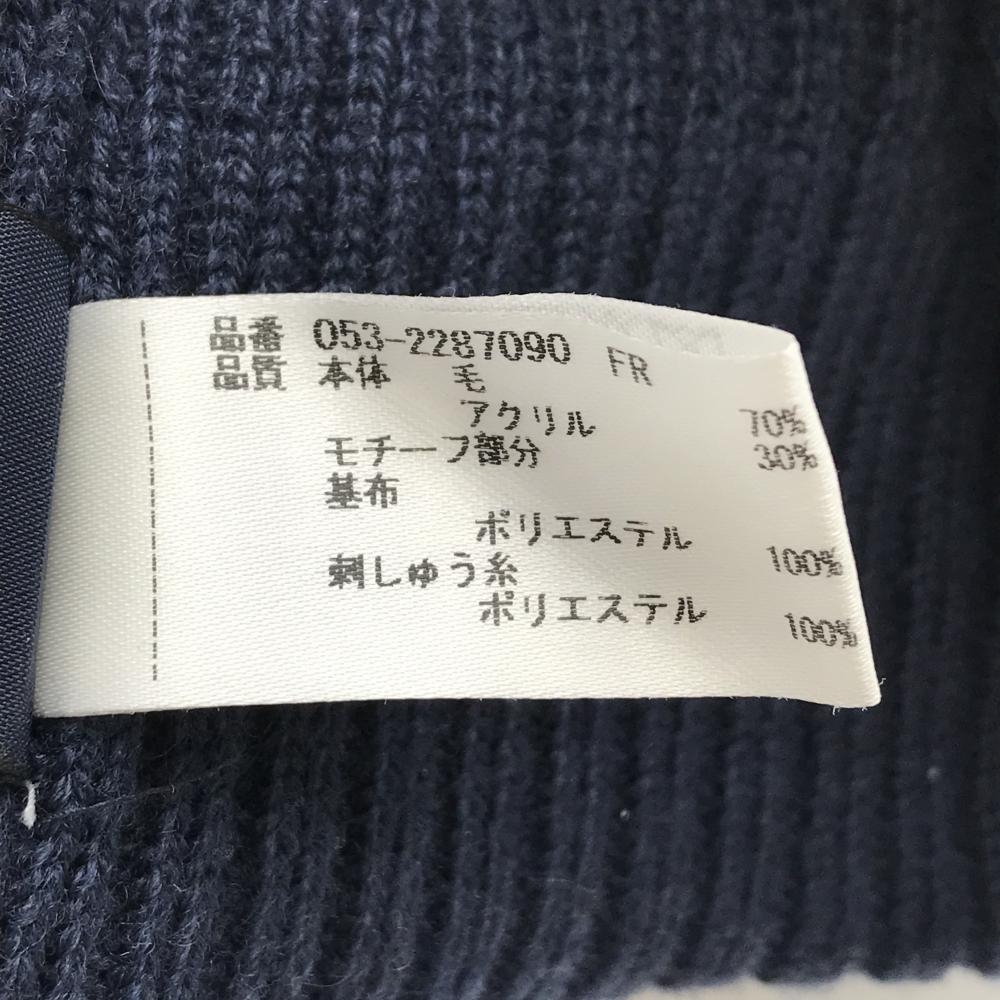 品番 053-2287090 FR
品質 本体 毛 70%
アクリル 30%
モチーフ部分
基布
ポリエステル 100%
刺しゅう糸
ポリエステル 100%